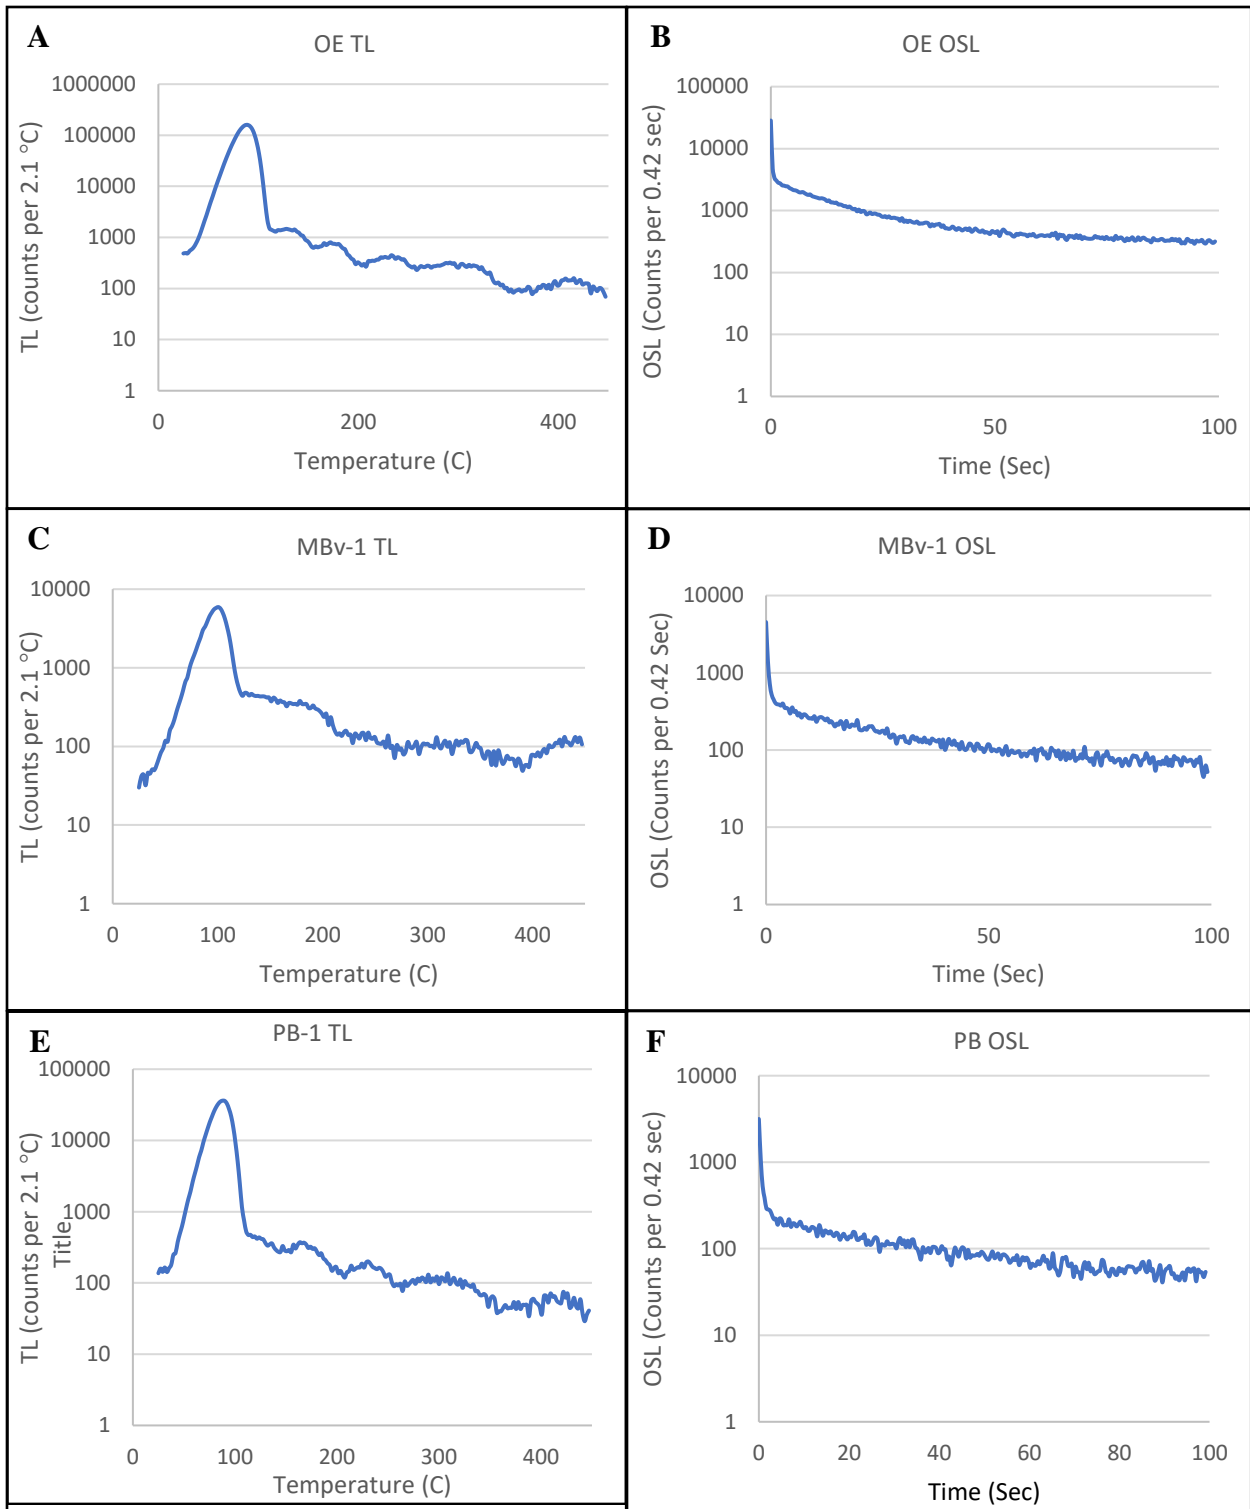 A
OE TL
TL (counts per 2.1 °C)
1000000
100000
10000
1000
100
10
1
0
200
400
Temperature (C)
B
OE OSL
OSL (Counts per 0.42 sec)
100000
10000
1000
100
10
1
0
50
100
Time (Sec)
C
MBv-1 TL
TL (counts per 2.1 °C)
10000
1000
100
10
1
0
100
200
300
400
Temperature (C)
D
MBv-1 OSL
OSL (Counts per 0.42 Sec)
10000
1000
100
10
1
0
50
100
Time (Sec)
E
PB-1 TL
TL (counts per 2.1 °C)
Title
100000
10000
1000
100
10
1
0
100
200
300
400
Temperature (C)
F
PB OSL
OSL (Counts per 0.42 sec)
10000
1000
100
10
1
0
20
40
60
80
100
Time (Sec)